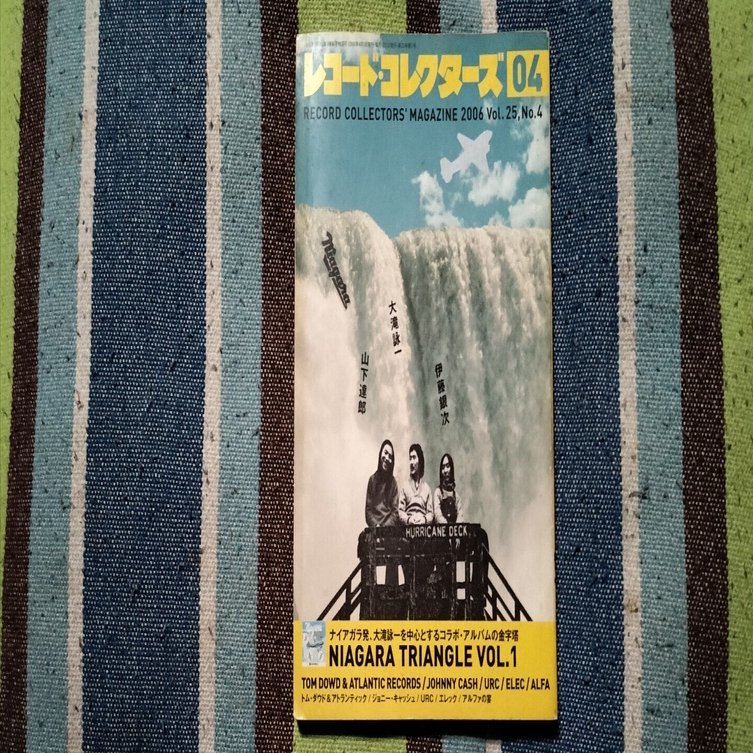 レコード・コレクターズ 04
RECORD COLLECTORS' MAGAZINE 2006 Vol.25, No.4
Niagara
大滝詠一
山下達郎
伊藤銀次
HURRICANE DECK
ナイアガラ発、大滝詠一を中心とするコラボ・アルバムの金字塔
NIAGARA TRIANGLE VOL.1
TOM DOWD & ATLANTIC RECORDS / JOHNNY CASH / URC / ELEC / ALFA
トム・ダウド&アトランティック / ジョニー・キャッシュ / URC / エレック / アルファの宴